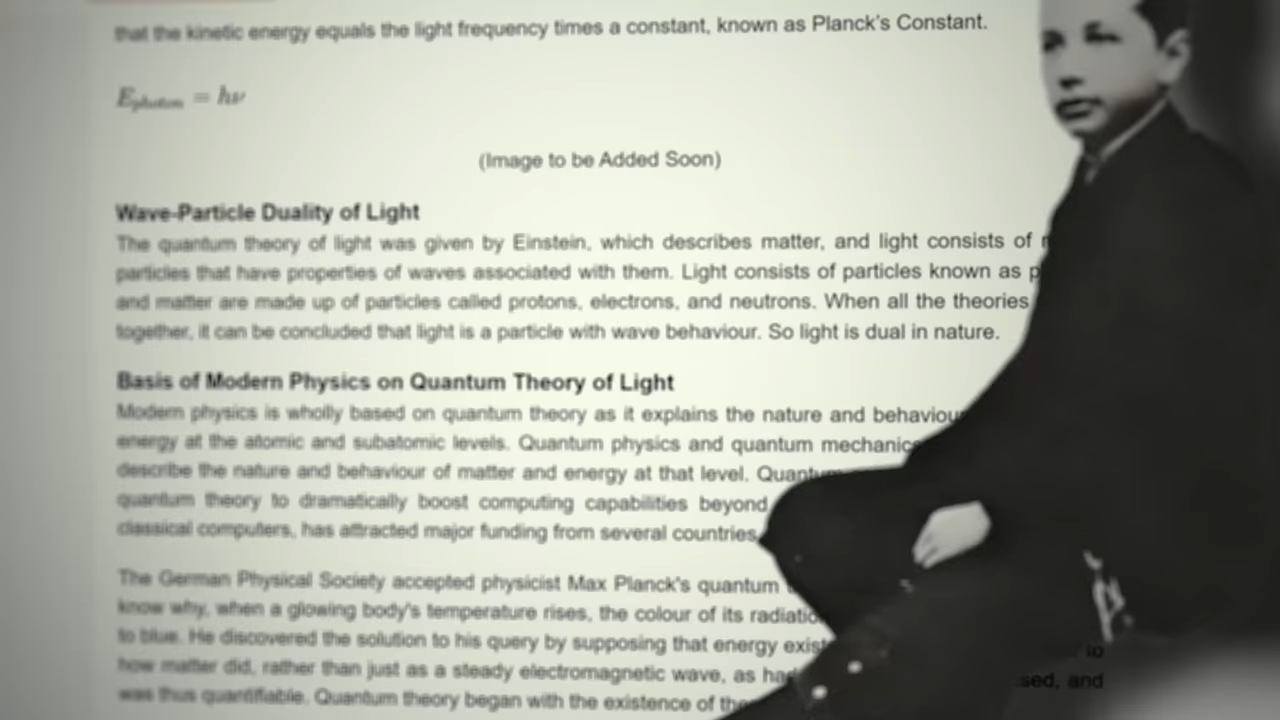 that the kinetic energy equals the light frequency times a constant, known as Planck's Constant.
E_photon = hν
(Image to be Added Soon)
Wave-Particle Duality of Light
The quantum theory of light was given by Einstein, which describes matter, and light consists of
particles that have properties of waves associated with them. Light consists of particles known as
and matter are made up of particles called protons, electrons, and neutrons. When all the theories
together, it can be concluded that light is a particle with wave behaviour. So light is dual in nature.
Basis of Modern Physics on Quantum Theory of Light
Modern physics is wholly based on quantum theory as it explains the nature and behaviou
energy at the atomic and subatomic levels. Quantum physics and quantum mechanic
describe the nature and behaviour of matter and energy at that level. Quant
quantum theory to dramatically boost computing capabilities beyond
classical computers, has attracted major funding from several countries
The German Physical Society accepted physicist Max Planck's quantum
know why, when a glowing body's temperature rises, the colour of its radiatio
to blue. He discovered the solution to his query by supposing that energy exist
to
how matter did, rather than just as a steady electromagnetic wave, as had
sed, and
was thus quantifiable. Quantum theory began with the existence of the